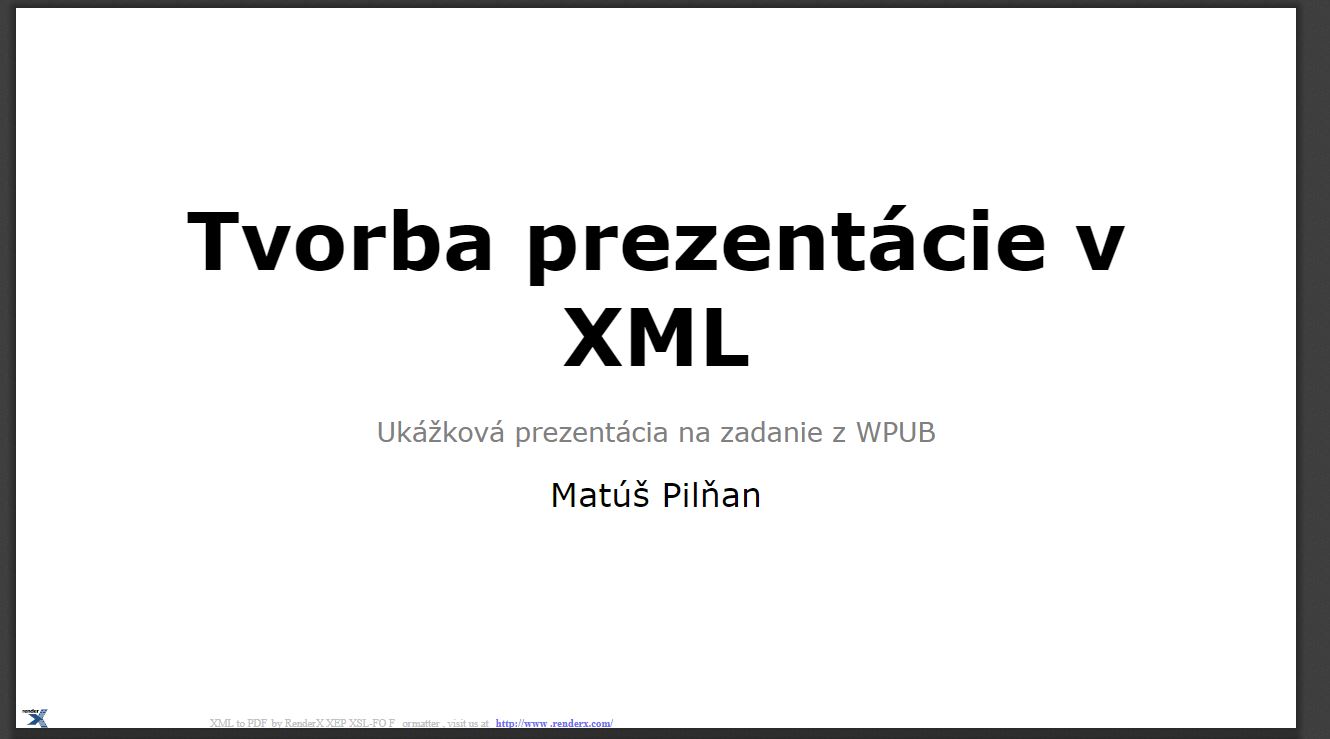 Tvorba prezentácie v
XML
Ukážková prezentácia na zadanie z WPUB
Matúš Pilňan
render
X
XML to PDF by RenderX XEP XSL-FO F ormatter , visit us at http://www .renderx.com/